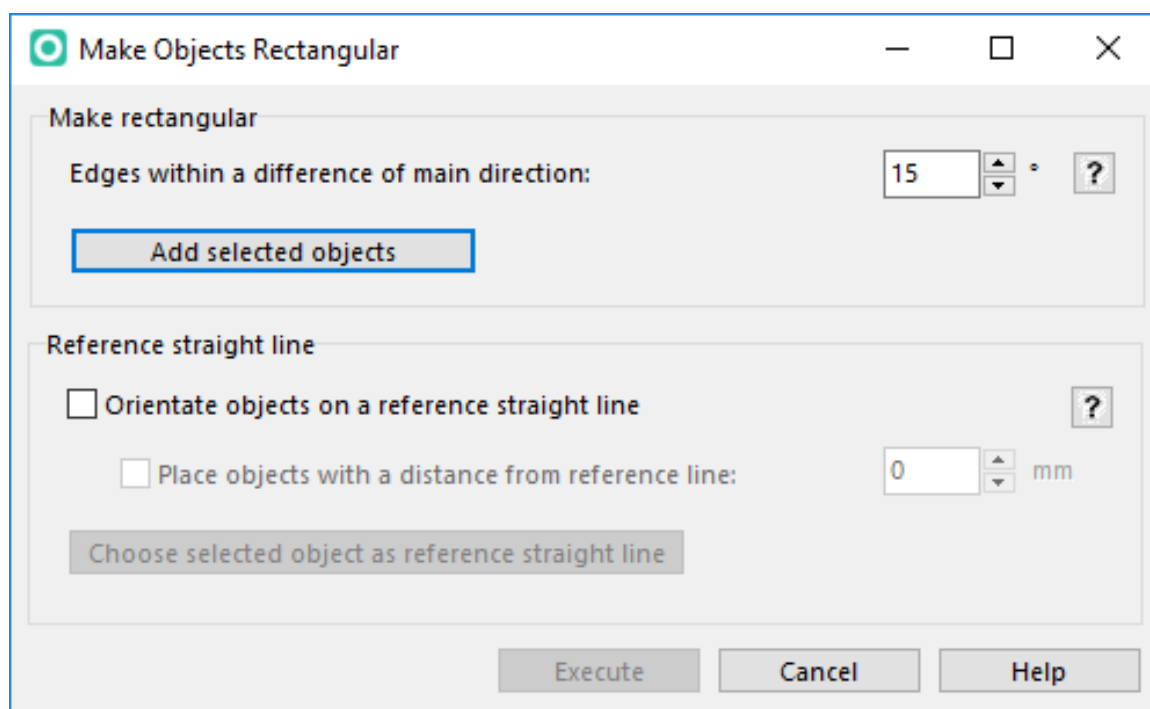 Make Objects Rectangular
Make rectangular
Edges within a difference of main direction: 15 ° ?
Add selected objects
Reference straight line
Orientate objects on a reference straight line ?
Place objects with a distance from reference line: 0 mm
Choose selected object as reference straight line
Execute Cancel Help